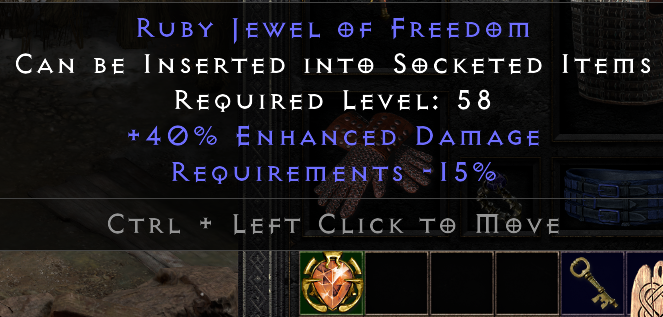 Ruby Jewel of Freedom
Can be Inserted into Socketed Items
Required Level: 58
+40% Enhanced Damage
Requirements -15%
Ctrl + Left Click to Move